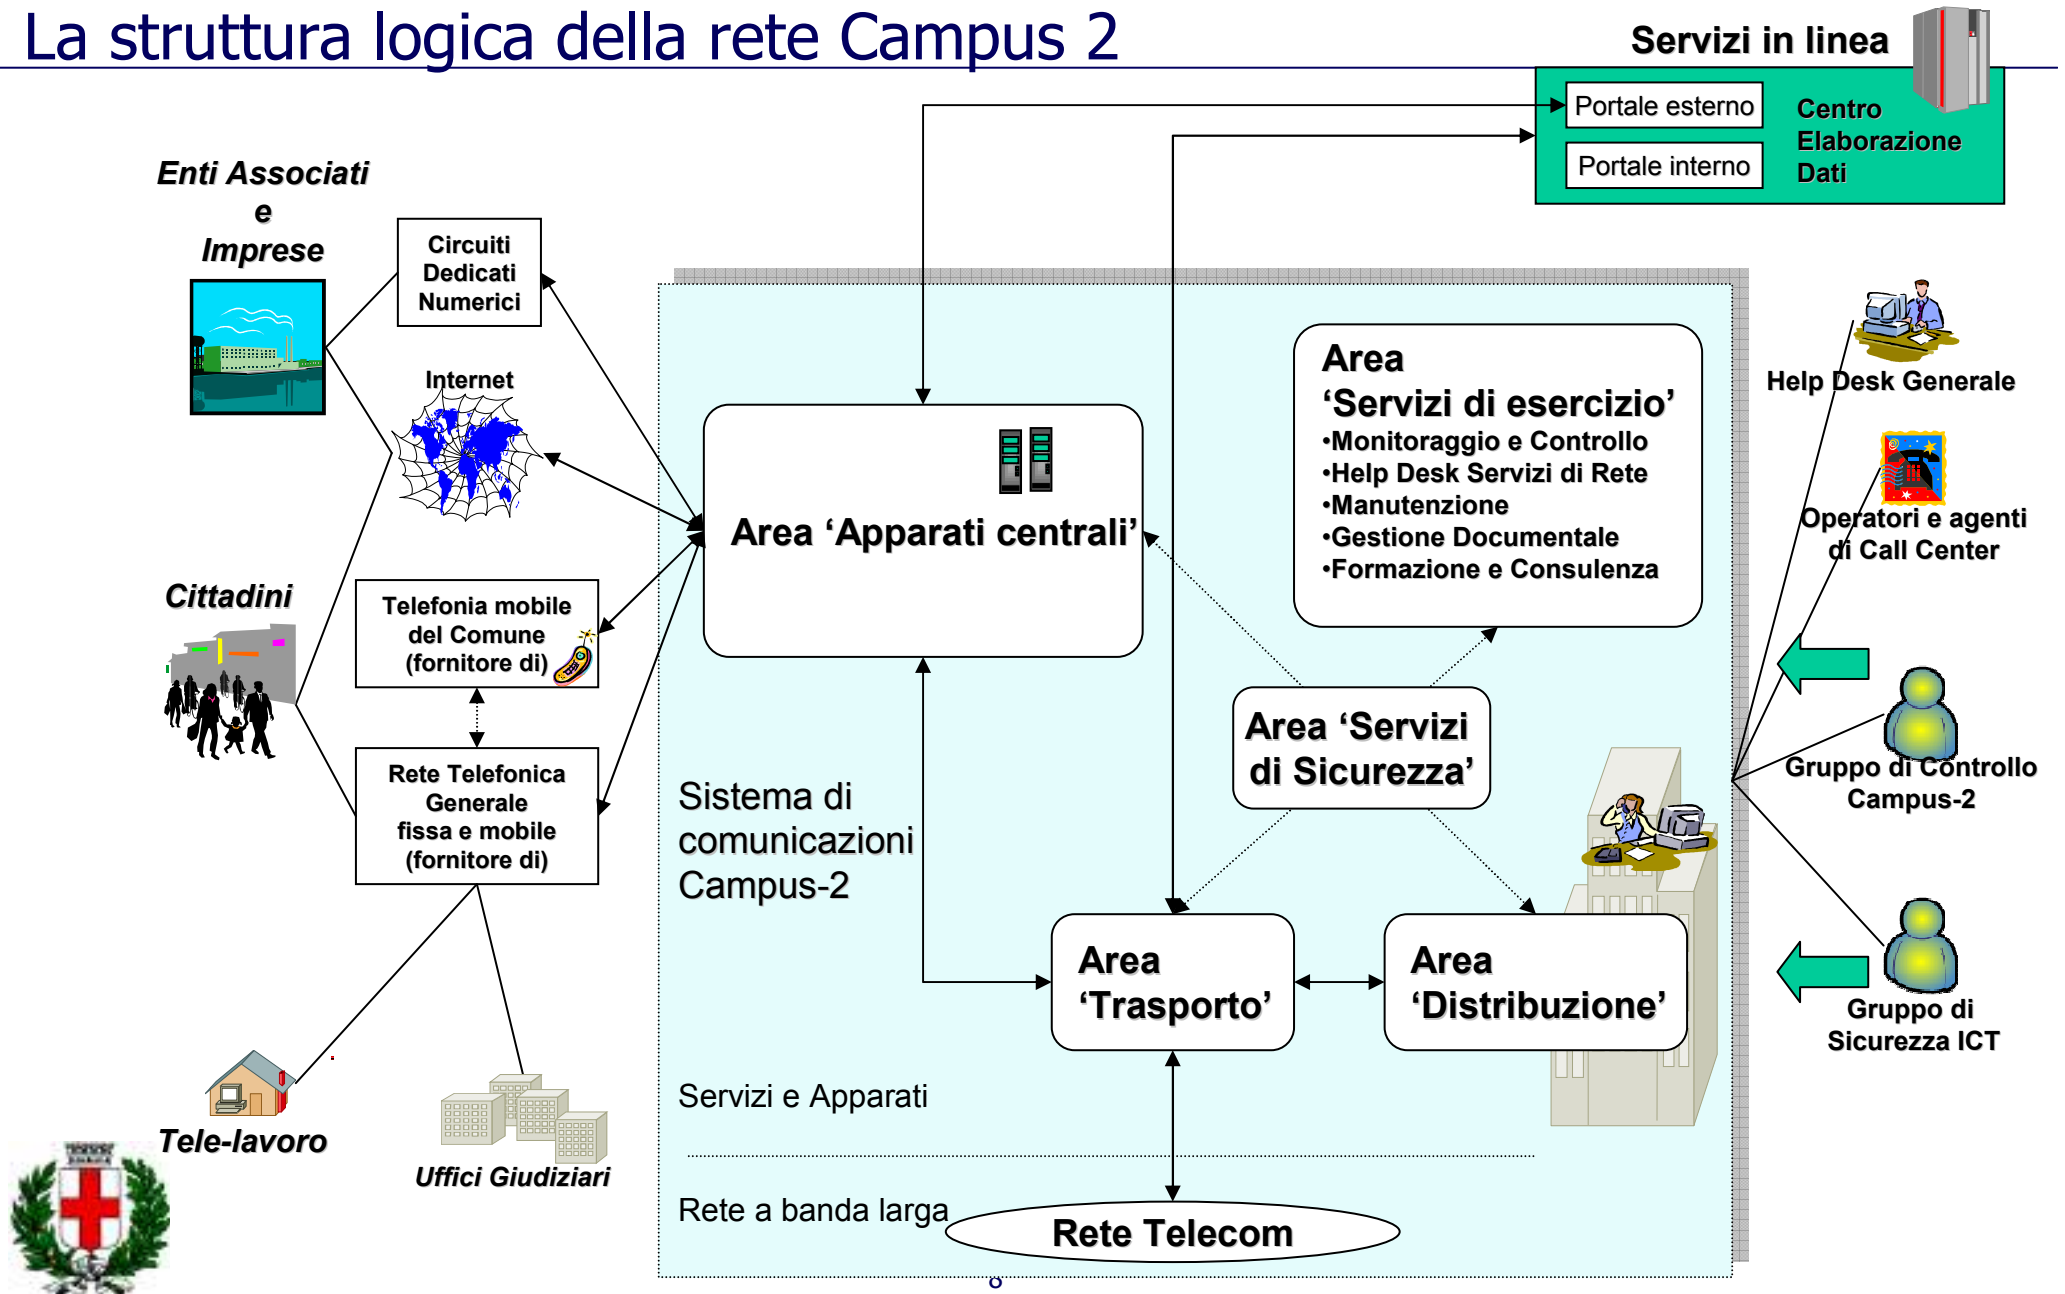 La struttura logica della rete Campus 2
Servizi in linea
Portale esterno
Portale interno
Centro
Elaborazione
Dati
Enti Associati
e
Imprese
Circuiti
Dedicati
Numerici
Internet
Cittadini
Telefonia mobile
del Comune
(fornitore di)
Rete Telefonica
Generale
fissa e mobile
(fornitore di)
Tele-lavoro
Uffici Giudiziari
Area 'Apparati centrali'
Area
'Servizi di esercizio'
•Monitoraggio e Controllo
•Help Desk Servizi di Rete
•Manutenzione
•Gestione Documentale
•Formazione e Consulenza
Area 'Servizi
di Sicurezza'
Sistema di
comunicazioni
Campus-2
Area
'Trasporto'
Area
'Distribuzione'
Servizi e Apparati
Rete a banda larga
Rete Telecom
Help Desk Generale
Operatori e agenti
di Call Center
Gruppo di Controllo
Campus-2
Gruppo di
Sicurezza ICT